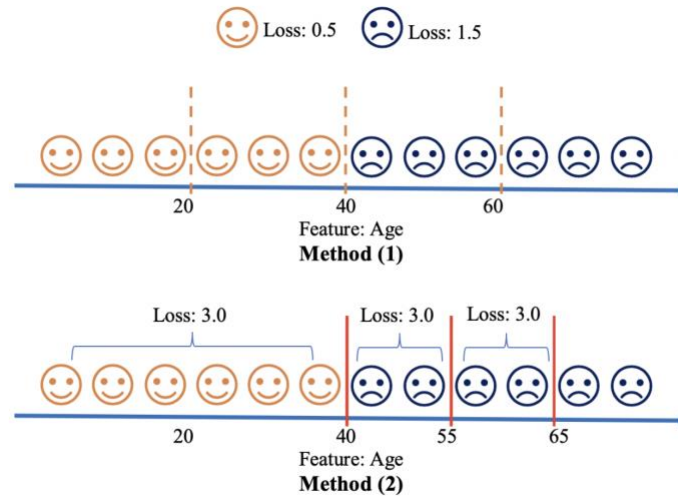 Loss: 0.5 Loss: 1.5
20 40 60
Feature: Age
Method (1)
Loss: 3.0 Loss: 3.0 Loss: 3.0
20 40 55 65
Feature: Age
Method (2)